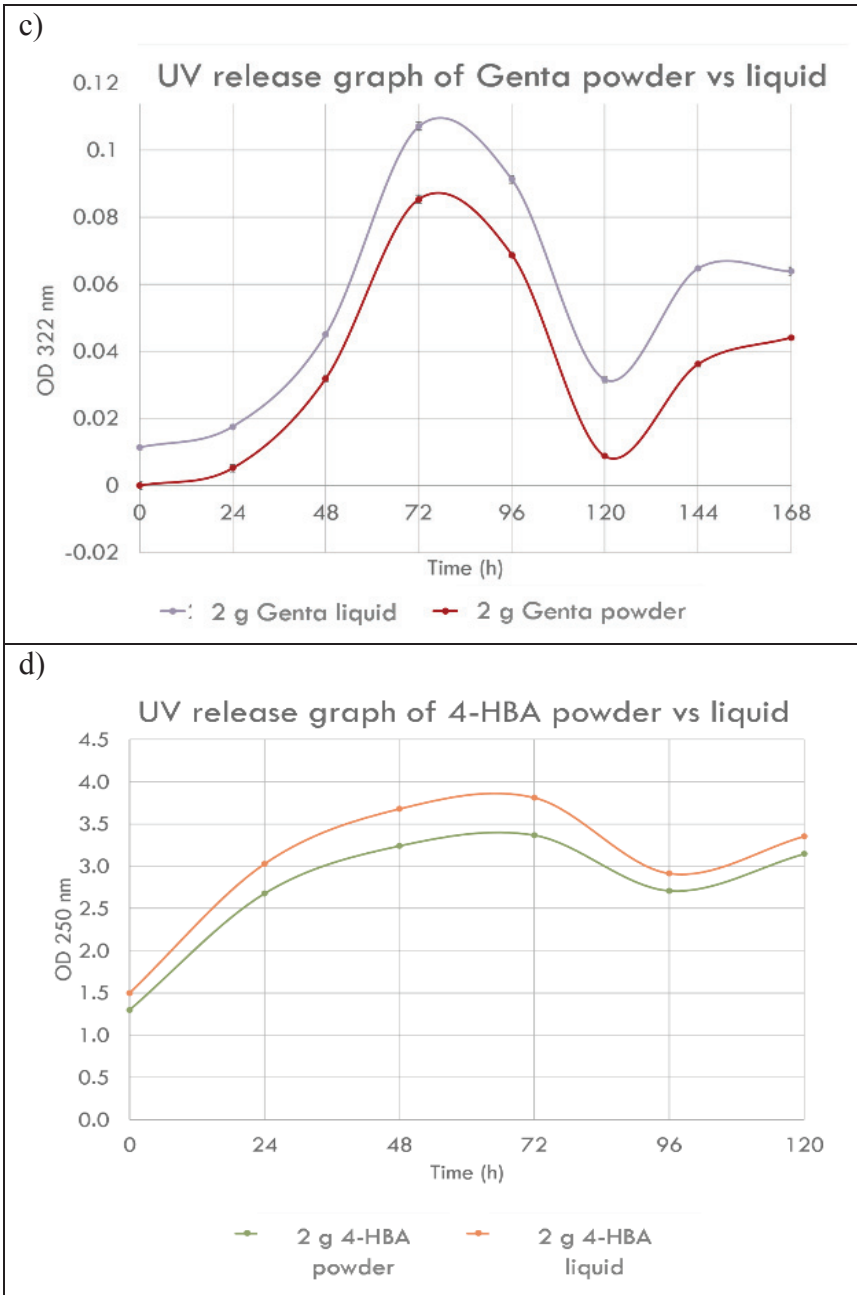 c)
UV release graph of Genta powder vs liquid
0.12
0.1
0.08
0.06
0.04
0.02
0
-0.02
OD 322 nm
0 24 48 72 96 120 144 168
Time (h)
2 g Genta liquid 2 g Genta powder
d)
UV release graph of 4-HBA powder vs liquid
4.5
4.0
3.5
3.0
2.5
2.0
1.5
1.0
0.5
0.0
OD 250 nm
0 24 48 72 96 120
Time (h)
2 g 4-HBA powder
2 g 4-HBA liquid